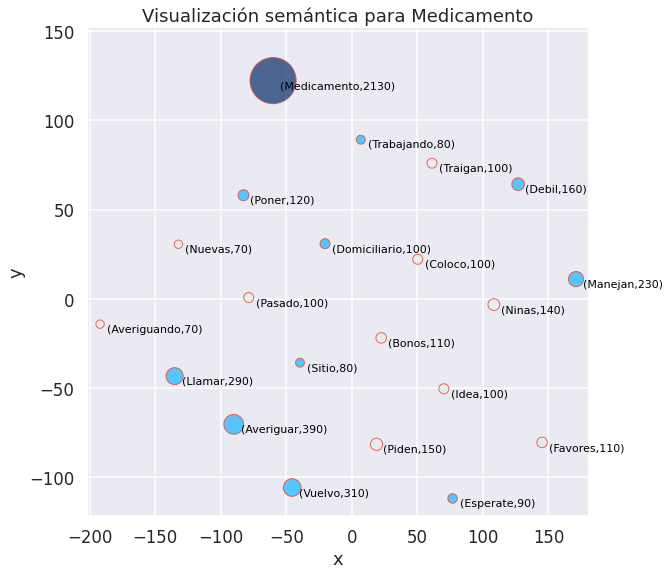 Visualización semántica para Medicamento
150
(Medicamento,2130)
100
(Trabajando,80)
(Traigan,100)
(Debil,160)
(Poner,120)
50
(Nuevas,70)
(Domiciliario,100)
(Coloco,100)
(Manejan,230)
y
0
(Pasado,100)
(Ninas,140)
(Averiguando,70)
(Bonos,110)
(Sitio,80)
(Llamar,290)
−50
(Idea,100)
(Averiguar,390)
(Piden,150)
(Favores,110)
−100
(Vuelvo,310)
(Esperate,90)
−200 −150 −100 −50 0 50 100 150
x